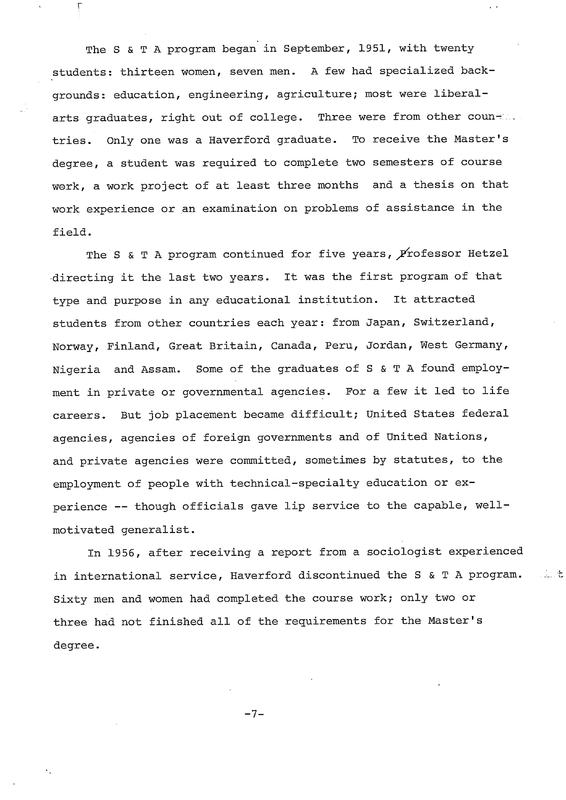 The S & T A program began in September, 1951, with twenty
students: thirteen women, seven men. A few had specialized back-
grounds: education, engineering, agriculture; most were liberal-
arts graduates, right out of college. Three were from other coun-
tries. Only one was a Haverford graduate. To receive the Master's
degree, a student was required to complete two semesters of course
work, a work project of at least three months and a thesis on that
work experience or an examination on problems of assistance in the
field.
The S & T A program continued for five years, Professor Hetzel
directing it the last two years. It was the first program of that
type and purpose in any educational institution. It attracted
students from other countries each year: from Japan, Switzerland,
Norway, Finland, Great Britain, Canada, Peru, Jordan, West Germany,
Nigeria and Assam. Some of the graduates of S & T A found employ-
ment in private or governmental agencies. For a few it led to life
careers. But job placement became difficult; United States federal
agencies, agencies of foreign governments and of United Nations,
and private agencies were committed, sometimes by statutes, to the
employment of people with technical-specialty education or ex-
perience -- though officials gave lip service to the capable, well-
motivated generalist.
In 1956, after receiving a report from a sociologist experienced
in international service, Haverford discontinued the S & T A program.
Sixty men and women had completed the course work; only two or
three had not finished all of the requirements for the Master's
degree.
-7-